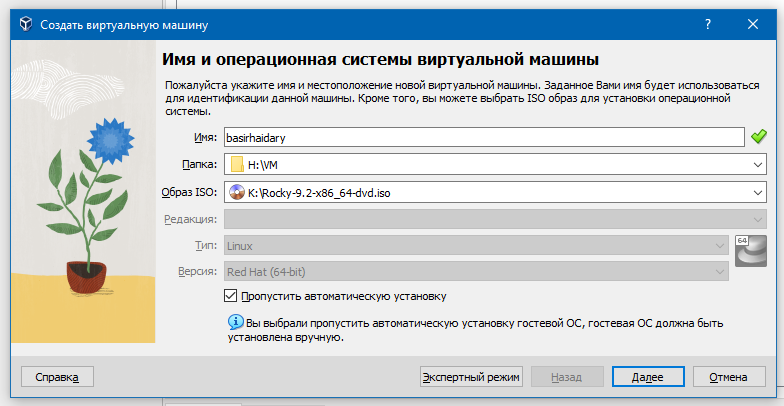 Создать виртуальную машину
Имя и операционная системы виртуальной машины
Пожалуйста укажите имя и местоположение новой виртуальной машины. Заданное Вами имя будет использоваться
для идентификации данной машины. Кроме того, вы можете выбрать ISO образ для установки операционной
системы.
Имя: basirhaidary
Папка: H:\VM
Образ ISO: K:\Rocky-9.2-x86_64-dvd.iso
Редакция:
Тип: Linux
64
Версия: Red Hat (64-bit)
Пропустить автоматическую установку
Вы выбрали пропустить автоматическую установку гостевой ОС, гостевая ОС должна быть
установлена вручную.
Справка Экспертный режим Назад Далее Отмена